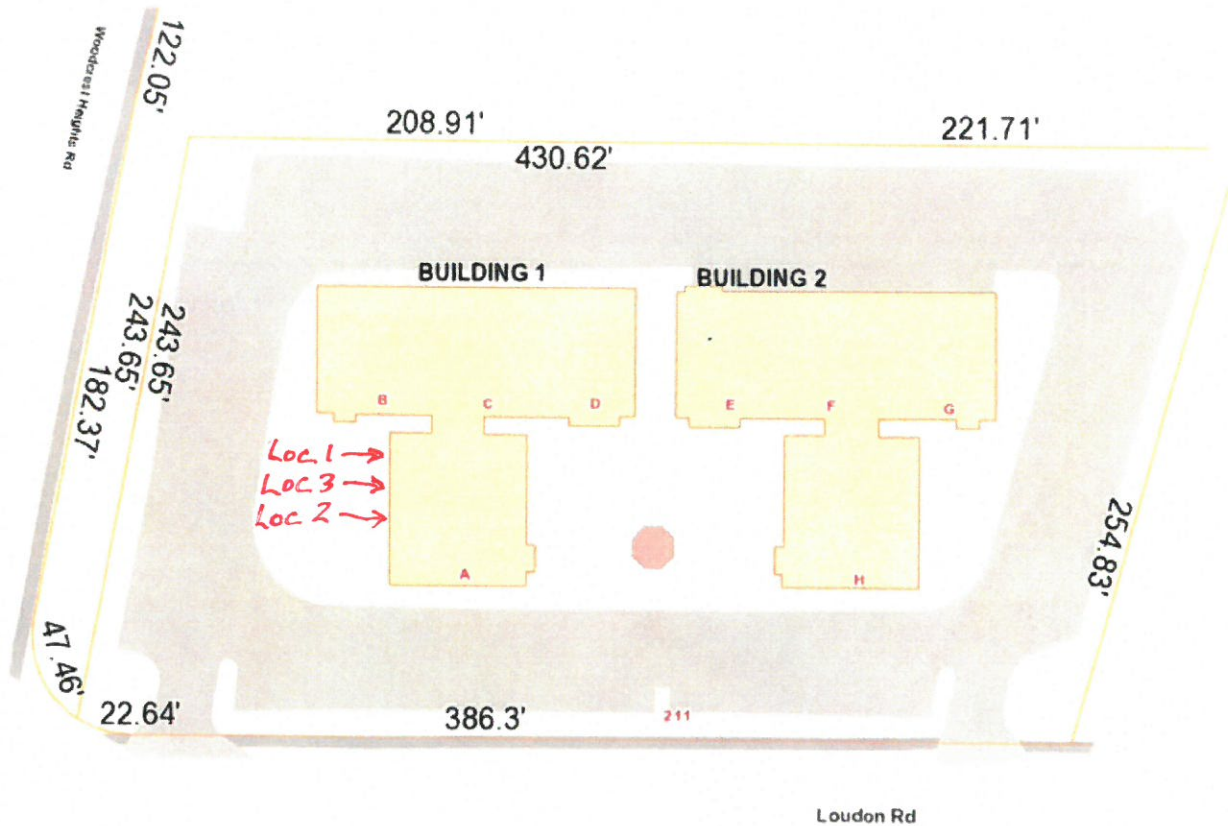 122.05'
Woodcrest Heights Rd
208.91'
221.71'
430.62'
BUILDING 1
BUILDING 2
243.65'
243.65'
182.37'
B
C
D
E
F
G
Loc 1
Loc 3
Loc 2
254.83'
A
H
47.46'
22.64'
386.3'
211
Loudon Rd